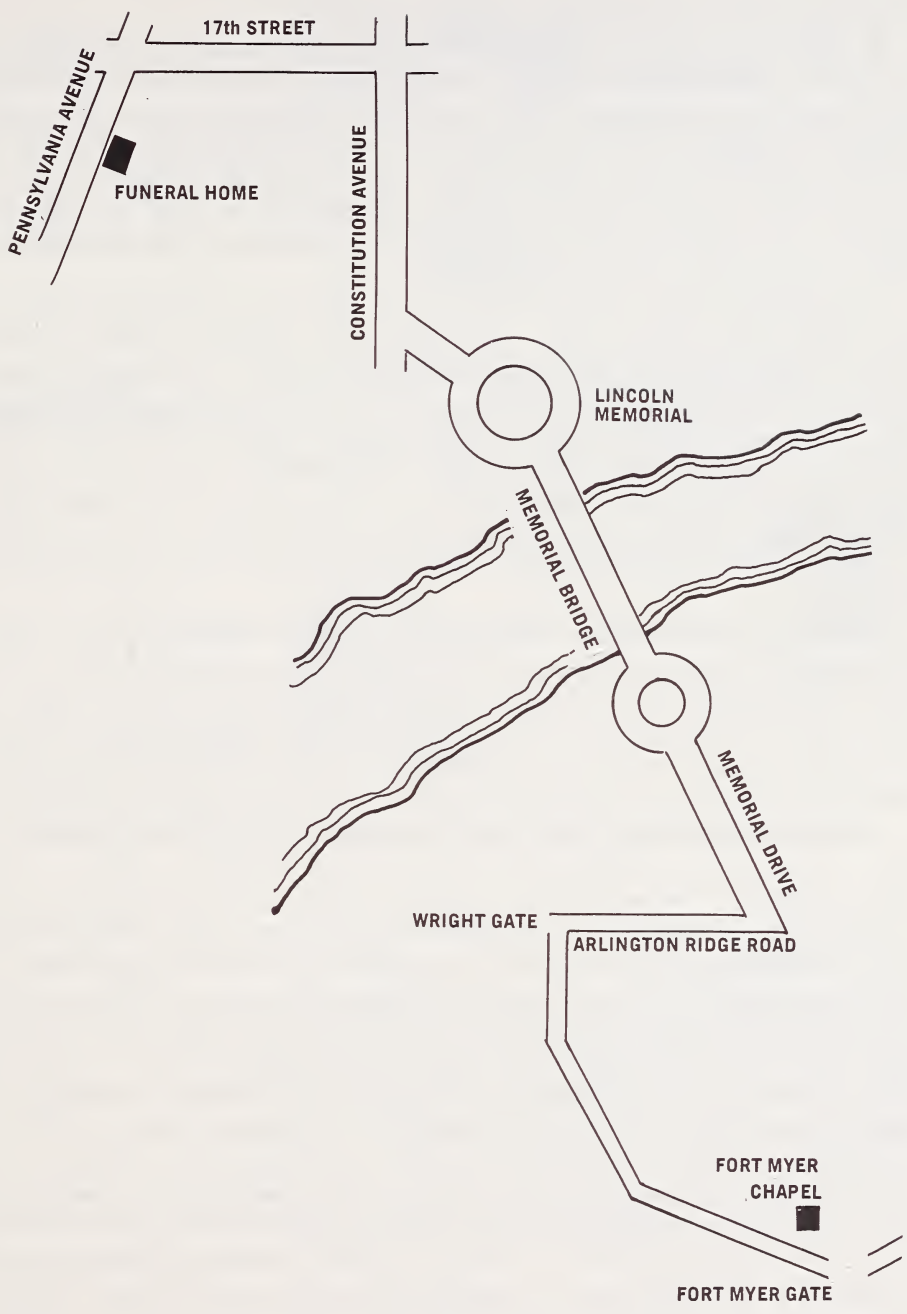 17th STREET
PENNSYLVANIA AVENUE
FUNERAL HOME
CONSTITUTION AVENUE
LINCOLN
MEMORIAL
MEMORIAL BRIDGE
MEMORIAL DRIVE
WRIGHT GATE
ARLINGTON RIDGE ROAD
FORT MYER
CHAPEL
FORT MYER GATE